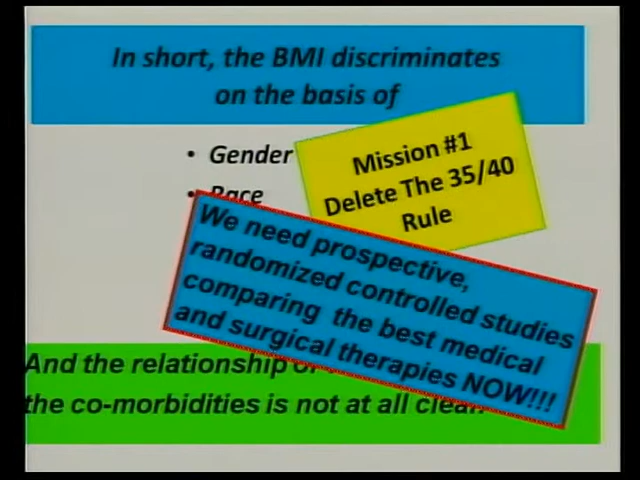 In short, the BMI discriminates
on the basis of
• Gender
• Race
Mission #1
Delete The 35/40
Rule
We need prospective,
randomized controlled studies
comparing the best medical
and surgical therapies NOW!!!
And the relationship
the co-morbidities is not at all clear.